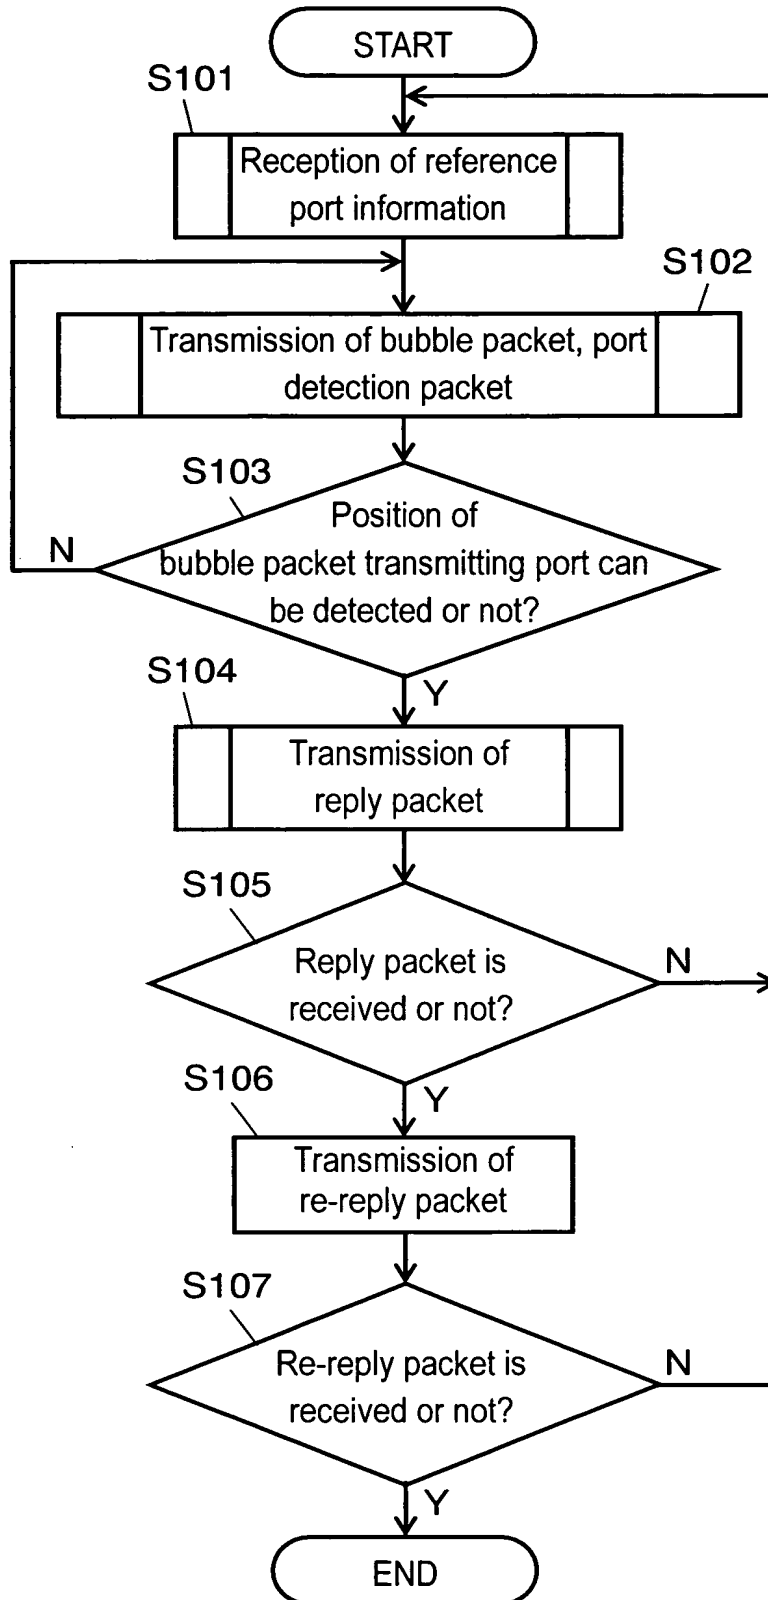 START
S101
Reception of reference
port information
S102
Transmission of bubble packet, port
detection packet
S103
Position of
bubble packet transmitting port can
be detected or not?
N
Y
S104
Transmission of
reply packet
S105
Reply packet is
received or not?
N
Y
S106
Transmission of
re-reply packet
S107
Re-reply packet is
received or not?
N
Y
END